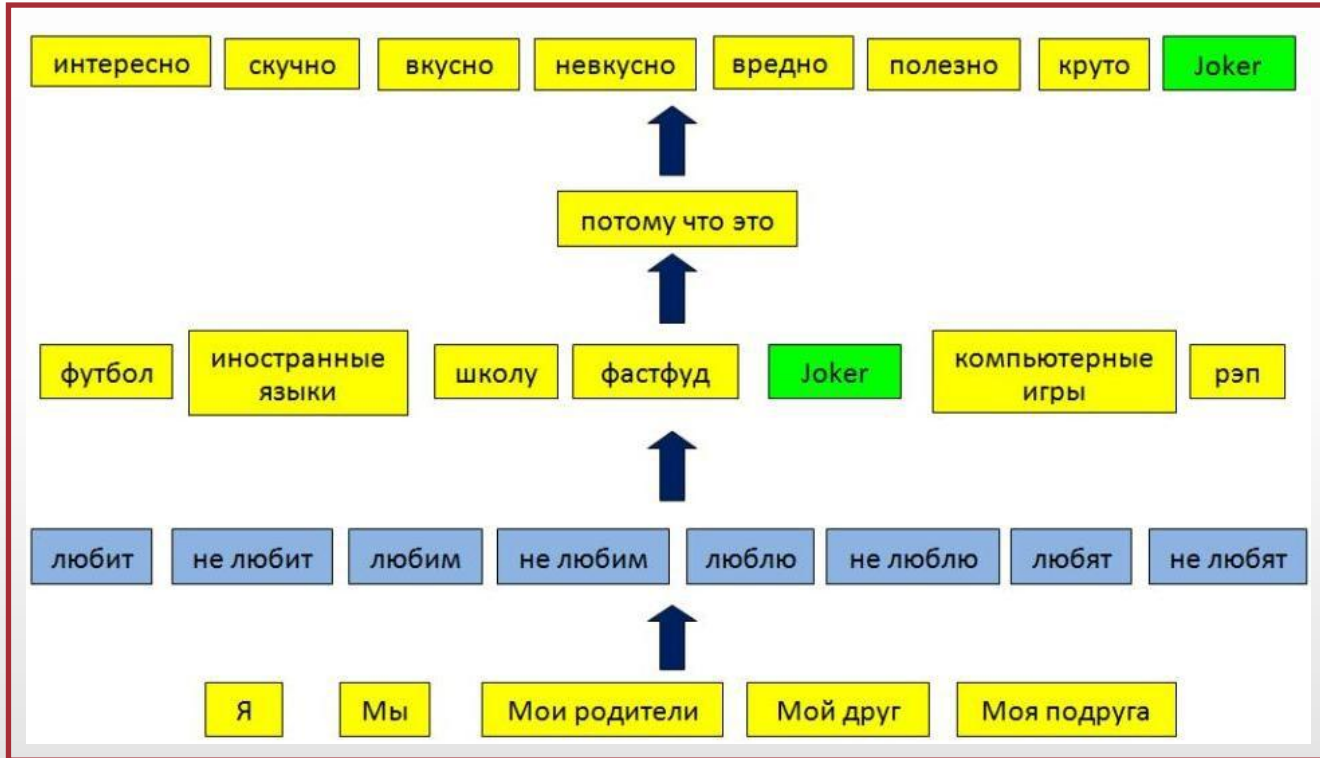 интересно скучно вкусно невкусно вредно полезно круто Joker
потому что это
футбол иностранные языки школу фастфуд Joker компьютерные игры рэп
любит не любит любим не любим люблю не люблю любят не любят
Я Мы Мои родители Мой друг Моя подруга